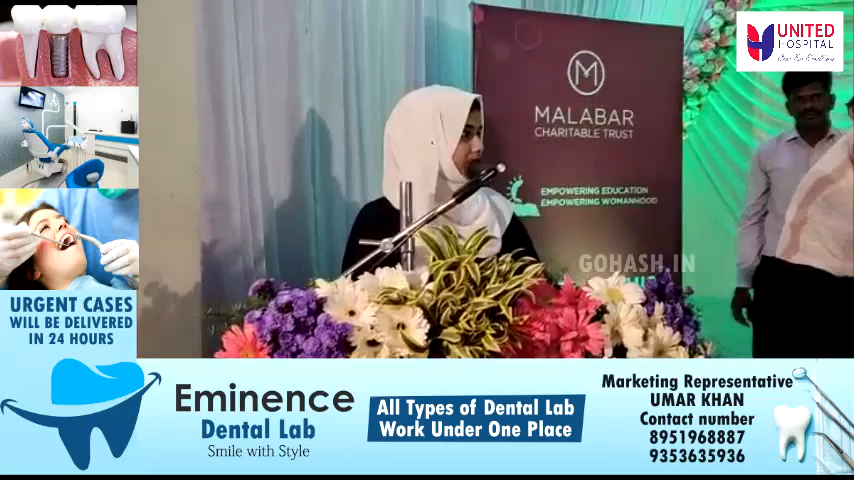 UNITED
HOSPITAL
MALABAR
CHARITABLE TRUST
EMPOWERING EDUCATION
EMPOWERING WOMANHOOD
GOHASH.IN
URGENT CASES
WILL BE DELIVERED
IN 24 HOURS
Eminence
Dental Lab
Smile with Style
All Types of Dental Lab
Work Under One Place
Marketing Representative
UMAR KHAN
Contact number
8951968887
9353635936